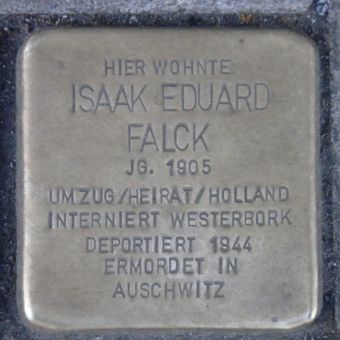 HIER WOHNTE
ISAAK EDUARD
FALCK
JG. 1905
UMZUG/HEIRAT/HOLLAND
INTERNIERT WESTERBORK
DEPORTIERT 1944
ERMORDET IN
AUSCHWITZ